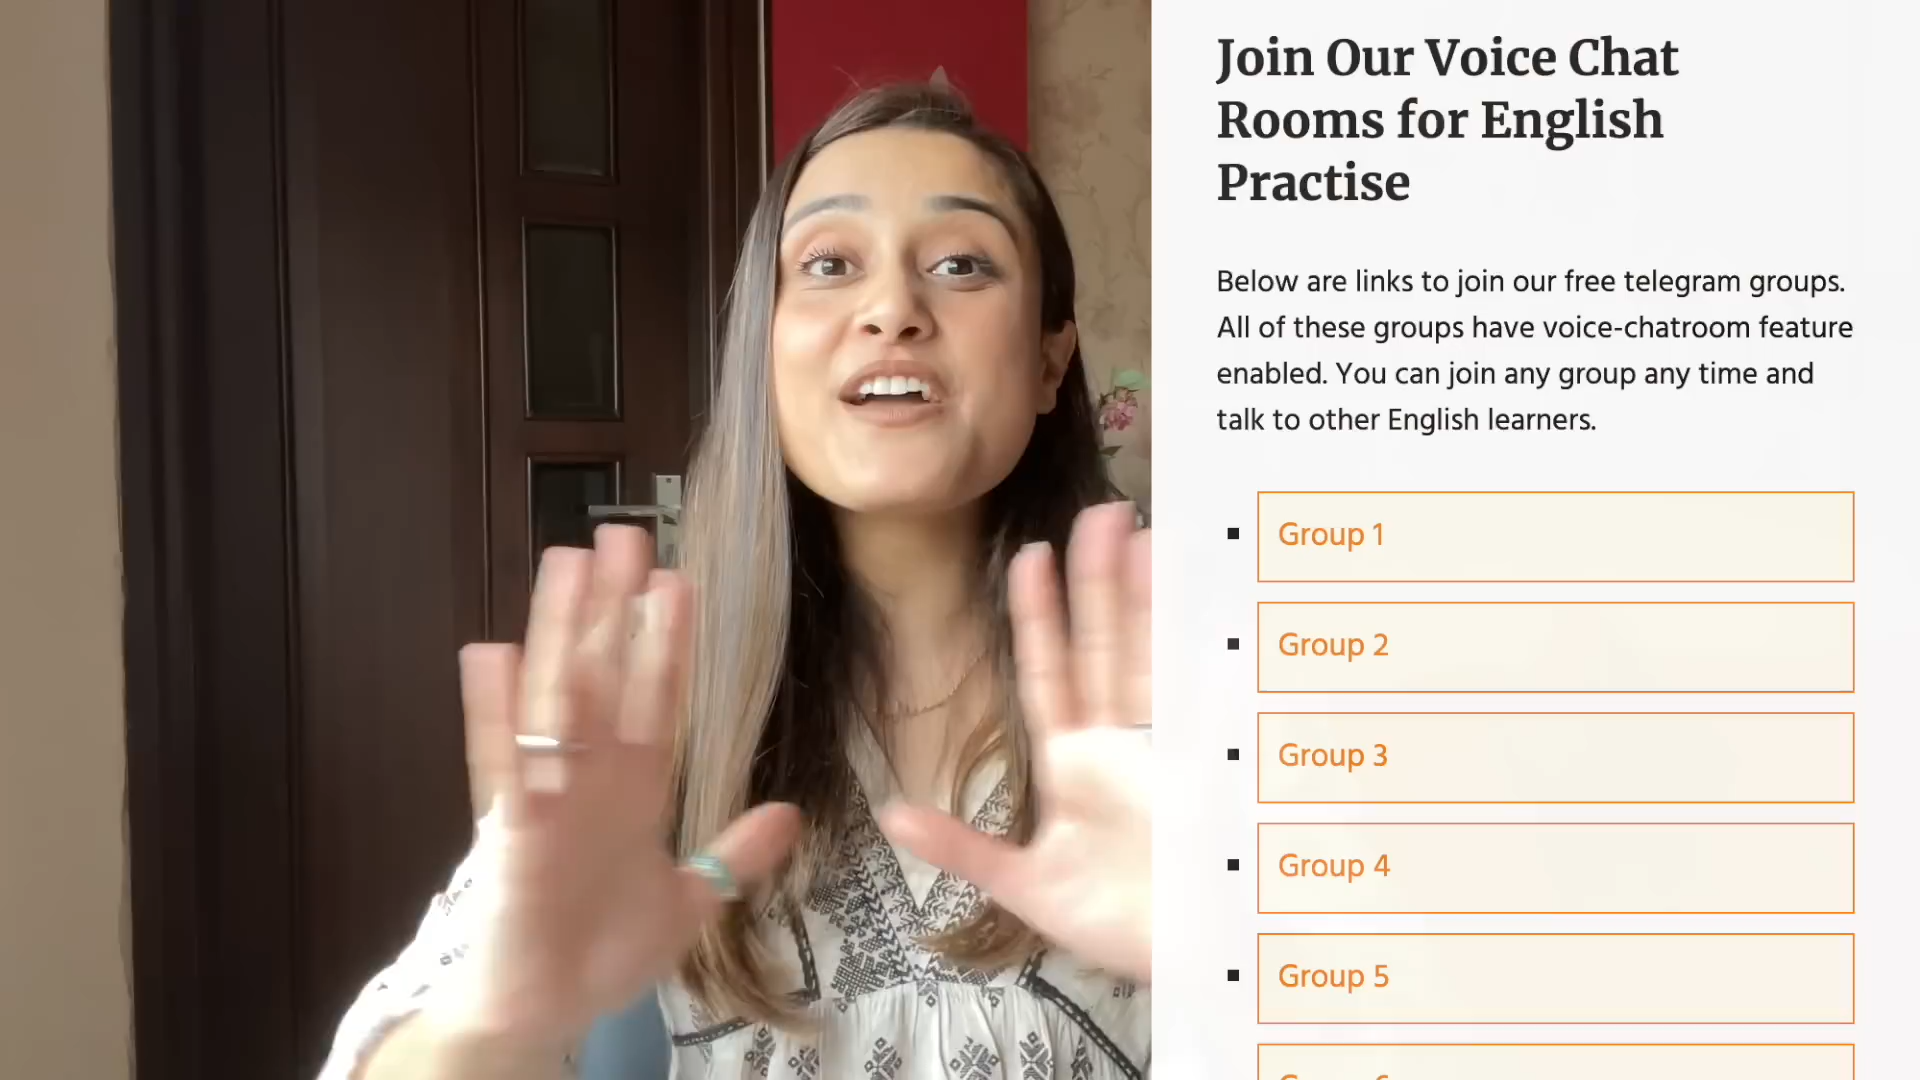 Join Our Voice Chat
Rooms for English
Practise
Below are links to join our free telegram groups.
All of these groups have voice-chatroom feature
enabled. You can join any group any time and
talk to other English learners.
Group 1
Group 2
Group 3
Group 4
Group 5